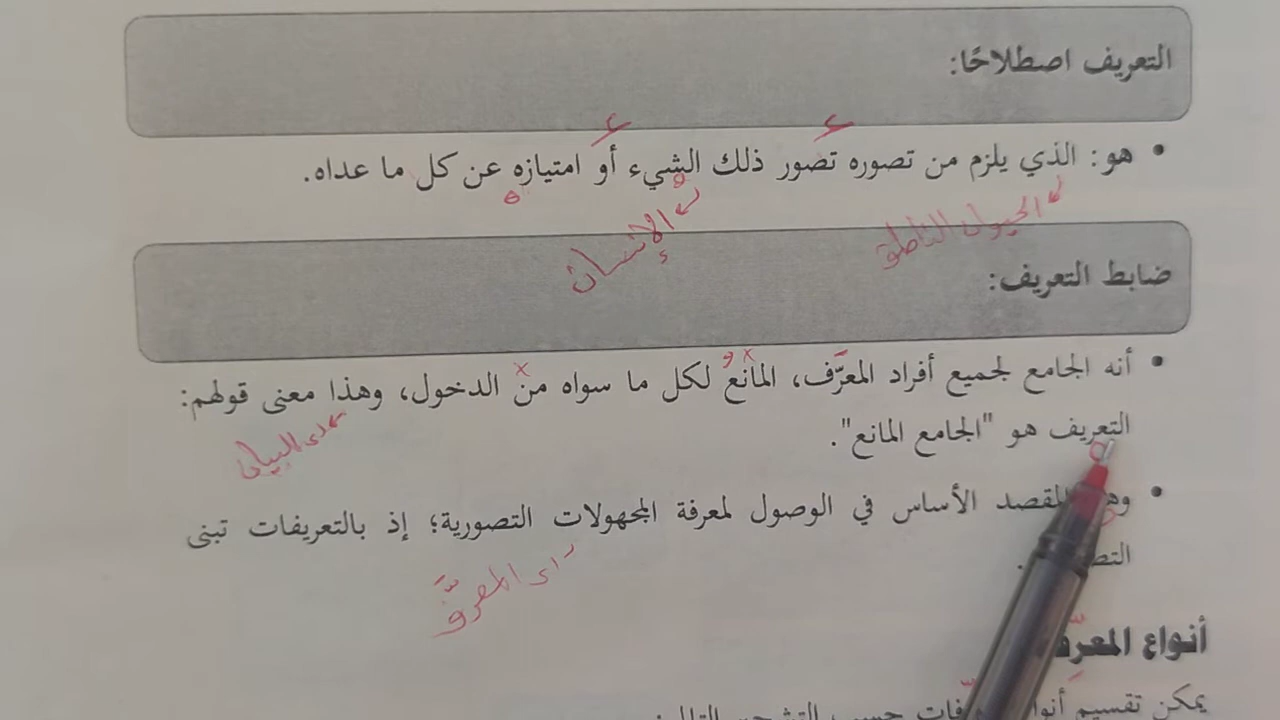 التعريف اصطلاحًا:
• هو: الذي يلزم من تصوره تصور ذلك الشيء أو امتيازه عن كل ما عداه.
الحيوان الناطق
الإنسان
ضابط التعريف:
• أنه الجامع لجميع أفراد المعرَّف، المانع لكل ما سواه من الدخول، وهذا معنى قولهم:
التعريف هو "الجامع المانع".
• المقصد الأساس في الوصول لمعرفة المجهولات التصورية؛ إذ بالتعريفات تبنى
المعرَّف
أنواع
يمكن تقسيم حسب